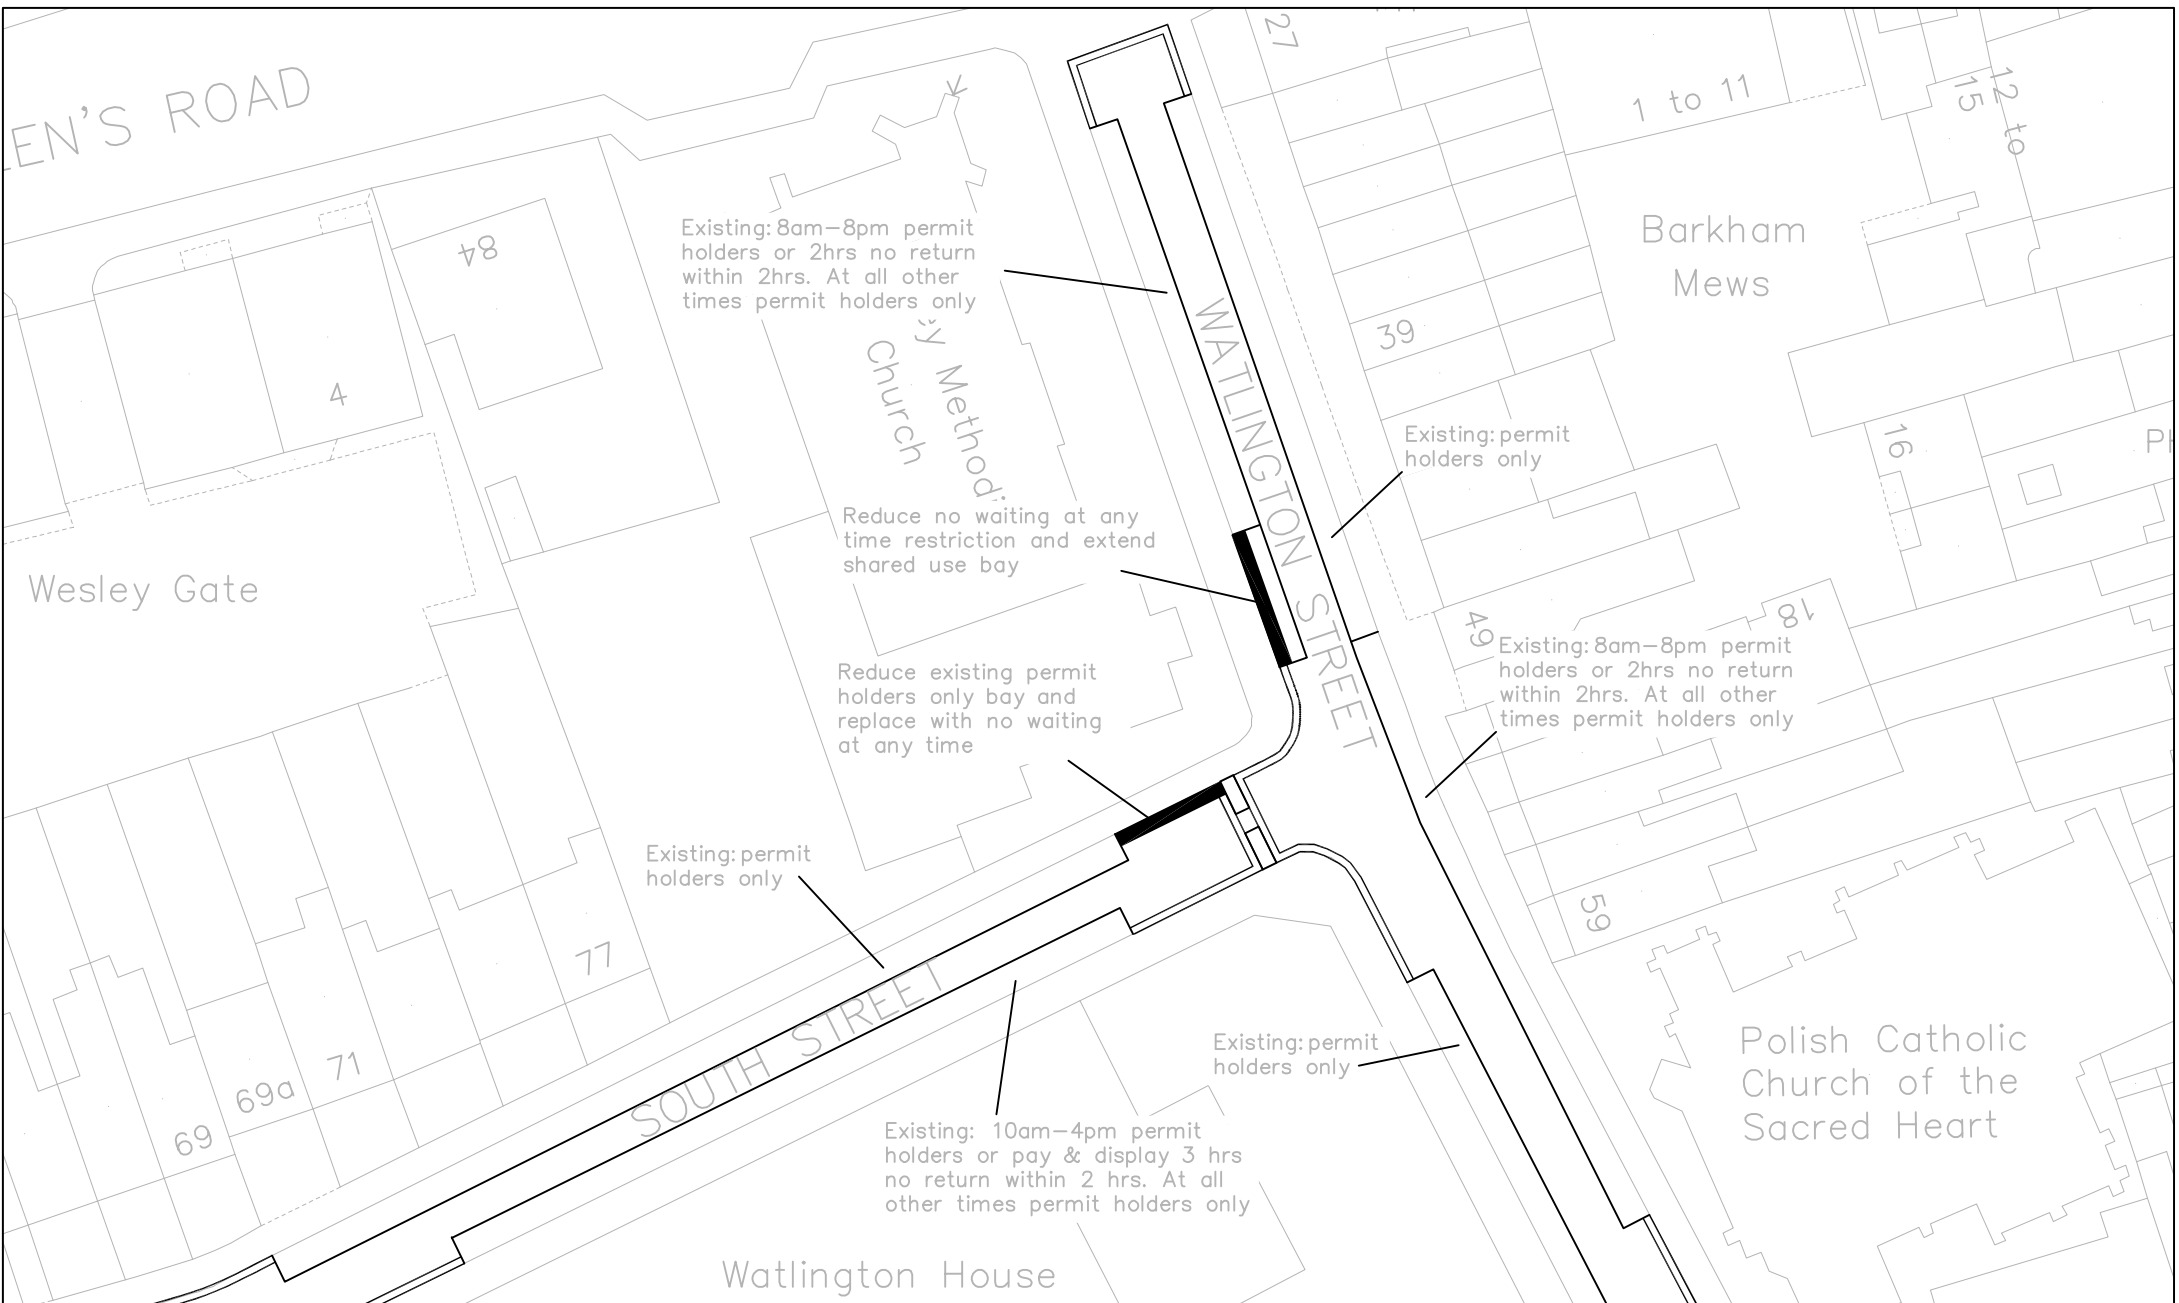 EN'S ROAD
27
1 to 11
15
12 to
84
Existing: 8am-8pm permit
holders or 2hrs no return
within 2hrs. At all other
times permit holders only
Barkham
Mews
WATLINGTON STREET
39
4
Church
y Methodi
Existing: permit
holders only
16
Reduce no waiting at any
time restriction and extend
shared use bay
Wesley Gate
49
18
Existing: 8am-8pm permit
holders or 2hrs no return
within 2hrs. At all other
times permit holders only
Reduce existing permit
holders only bay and
replace with no waiting
at any time
Existing: permit
holders only
59
77
SOUTH STREET
71
69a
69
Existing: permit
holders only
Polish Catholic
Church of the
Sacred Heart
Existing: 10am-4pm permit
holders or pay & display 3 hrs
no return within 2 hrs. At all
other times permit holders only
Watlington House